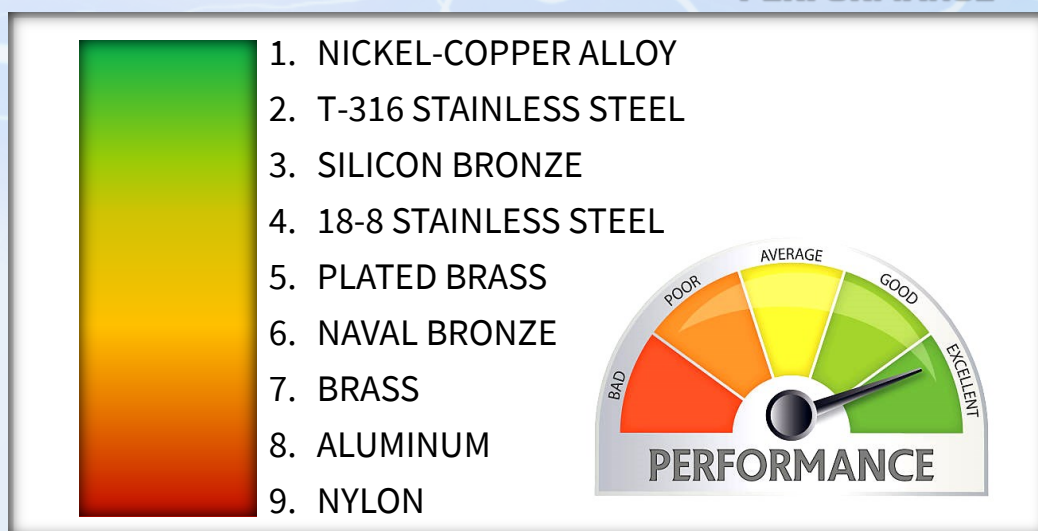 1. NICKEL-COPPER ALLOY
2. T-316 STAINLESS STEEL
3. SILICON BRONZE
4. 18-8 STAINLESS STEEL
5. PLATED BRASS
6. NAVAL BRONZE
7. BRASS
8. ALUMINUM
9. NYLON
BAD
POOR
AVERAGE
GOOD
EXCELLENT
PERFORMANCE